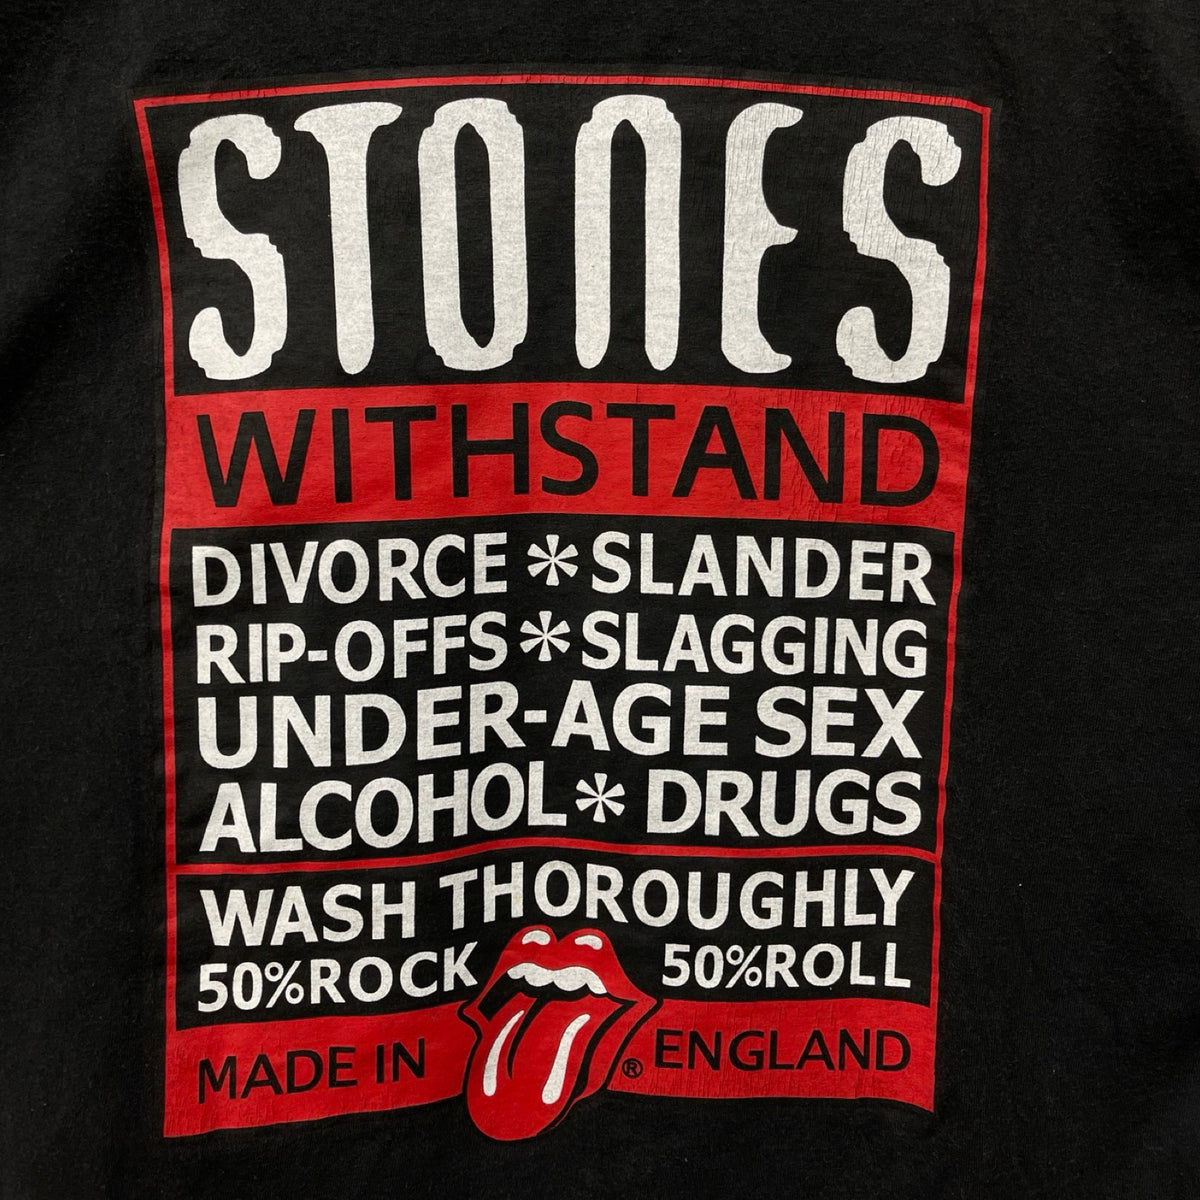 STONES
WITHSTAND
DIVORCE * SLANDER
RIP-OFFS * SLAGGING
UNDER-AGE SEX
ALCOHOL * DRUGS
WASH THOROUGHLY
50% ROCK 50% ROLL
MADE IN ® ENGLAND